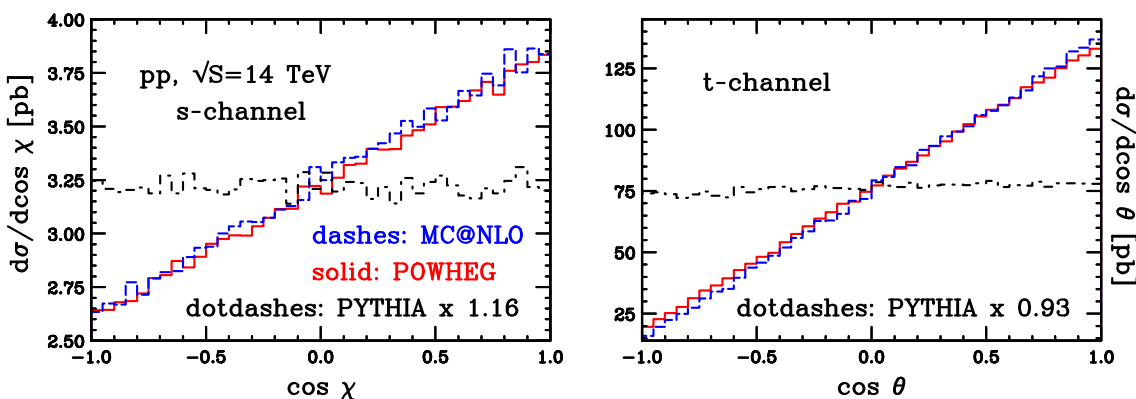 4.00
3.75
3.50
3.25
3.00
2.75
2.50
dσ/dcos χ [pb]
pp, √S=14 TeV
s-channel
dashes: MC@NLO
solid: POWHEG
dotdashes: PYTHIA x 1.16
-1.0 -0.5 0.0 0.5 1.0
cos χ
125
100
75
50
25
t-channel
dotdashes: PYTHIA x 0.93
-1.0 -0.5 0.0 0.5 1.0
cos θ
dσ/dcos θ [pb]